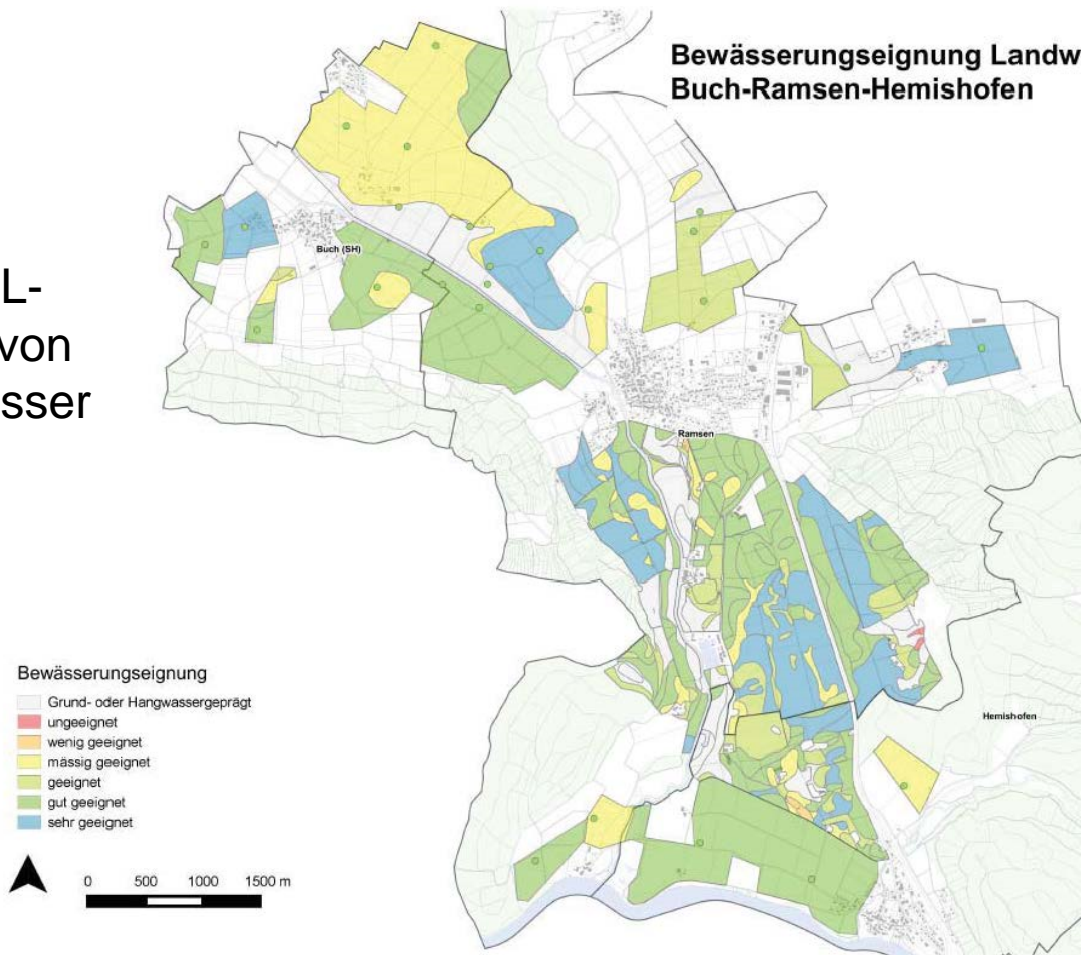 Bewässerungseignung Landw
Buch-Ramsen-Hemishofen
L-
von
sser
Buch (SH)
Ramsen
Hemishofen
Bewässerungseignung
Grund- oder Hangwassergeprägt
ungeeignet
wenig geeignet
mässig geeignet
geeignet
gut geeignet
sehr geeignet
0 500 1000 1500 m